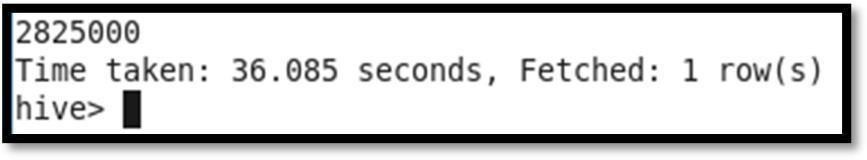 2825000
Time taken: 36.085 seconds, Fetched: 1 row(s)
hive>